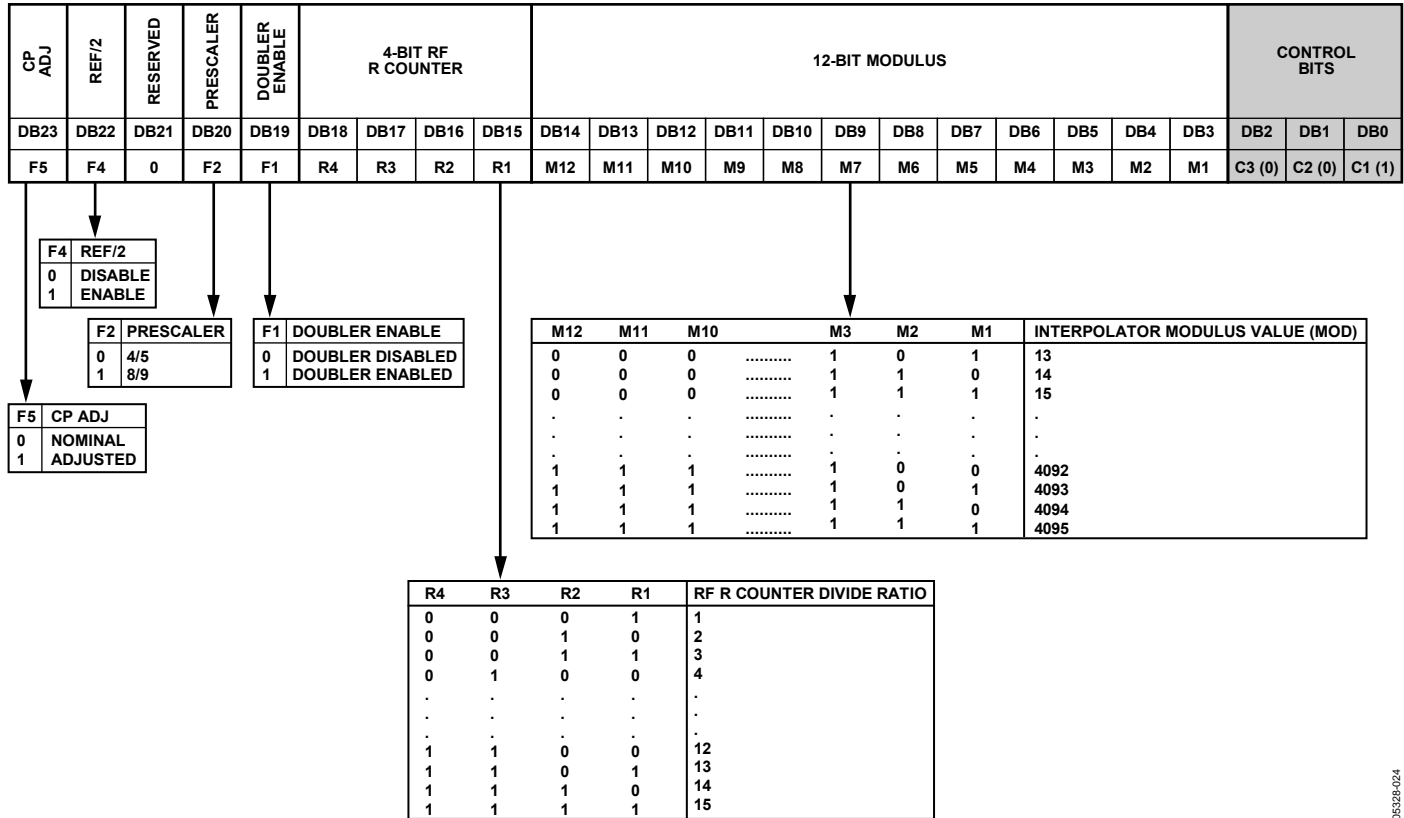 CP ADJ REF/2 RESERVED PRESCALER DOUBLER ENABLE 4-BIT RF R COUNTER 12-BIT MODULUS CONTROL BITS
DB23 DB22 DB21 DB20 DB19 DB18 DB17 DB16 DB15 DB14 DB13 DB12 DB11 DB10 DB9 DB8 DB7 DB6 DB5 DB4 DB3 DB2 DB1 DB0
F5 F4 0 F2 F1 R4 R3 R2 R1 M12 M11 M10 M9 M8 M7 M6 M5 M4 M3 M2 M1 C3 (0) C2 (0) C1 (1)
F4 REF/2
0 DISABLE
1 ENABLE
F2 PRESCALER
0 4/5
1 8/9
F1 DOUBLER ENABLE
0 DOUBLER DISABLED
1 DOUBLER ENABLED
F5 CP ADJ
0 NOMINAL
1 ADJUSTED
M12 M11 M10 M3 M2 M1 INTERPOLATOR MODULUS VALUE (MOD)
0 0 0 .......... 1 0 1 13
0 0 0 .......... 1 1 0 14
0 0 0 .......... 1 1 1 15
. . . .......... . . . .
. . . .......... . . . .
. . . .......... . . . .
1 1 1 .......... 1 0 0 4092
1 1 1 .......... 1 0 1 4093
1 1 1 .......... 1 1 0 4094
1 1 1 .......... 1 1 1 4095
R4 R3 R2 R1 RF R COUNTER DIVIDE RATIO
0 0 0 1 1
0 0 1 0 2
0 0 1 1 3
0 1 0 0 4
. . . . .
. . . . .
. . . . .
1 1 0 0 12
1 1 0 1 13
1 1 1 0 14
1 1 1 1 15
05328-024